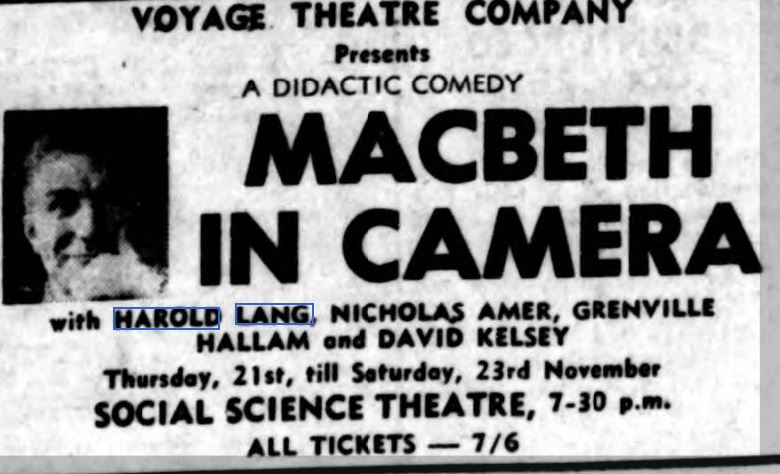 VOYAGE THEATRE COMPANY
Presents
A DIDACTIC COMEDY
MACBETH
IN CAMERA
with HAROLD LANG, NICHOLAS AMER, GRENVILLE
HALLAM and DAVID KELSEY
Thursday, 21st, till Saturday, 23rd November
SOCIAL SCIENCE THEATRE, 7-30 p.m.
ALL TICKETS — 7/6